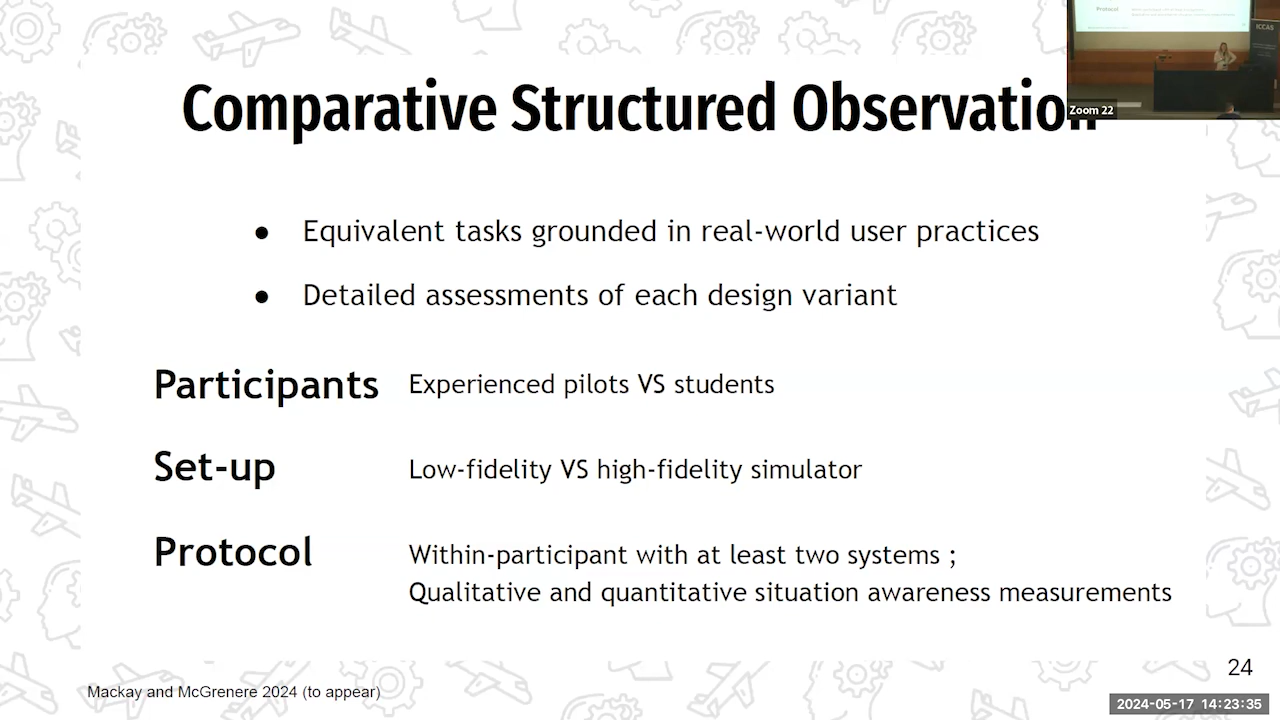 Comparative Structured Observation
Zoom 22
ICCAS
● Equivalent tasks grounded in real-world user practices
● Detailed assessments of each design variant
Participants Experienced pilots VS students
Set-up Low-fidelity VS high-fidelity simulator
Protocol Within-participant with at least two systems ;
Qualitative and quantitative situation awareness measurements
24
Mackay and McGrenere 2024 (to appear)
2024-05-17 14:23:35